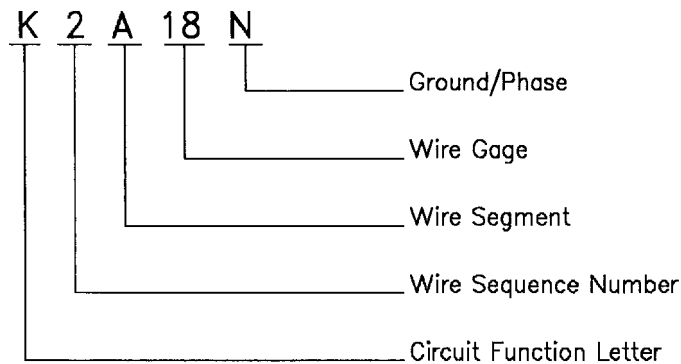 K 2 A 18 N
Ground/Phase
Wire Gage
Wire Segment
Wire Sequence Number
Circuit Function Letter